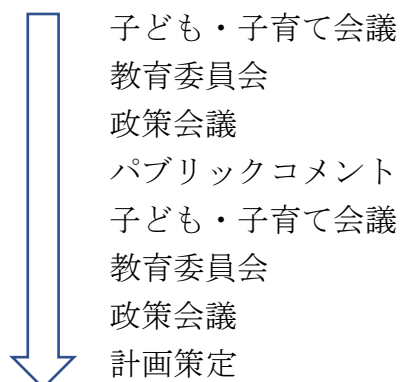 子ども・子育て会議
教育委員会
政策会議
パブリックコメント
子ども・子育て会議
教育委員会
政策会議
計画策定